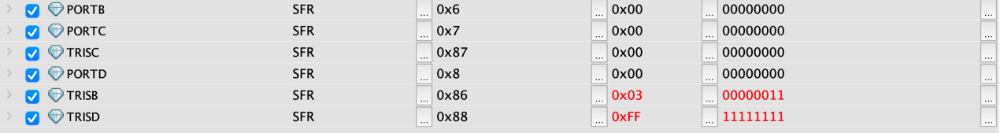 PORTB SFR ... 0x6 ... 0x00 ... 00000000 ...
PORTC SFR ... 0x7 ... 0x00 ... 00000000 ...
TRISC SFR ... 0x87 ... 0x00 ... 00000000 ...
PORTD SFR ... 0x8 ... 0x00 ... 00000000 ...
TRISB SFR ... 0x86 ... 0x03 ... 00000011 ...
TRISD SFR ... 0x88 ... 0xFF ... 11111111 ...